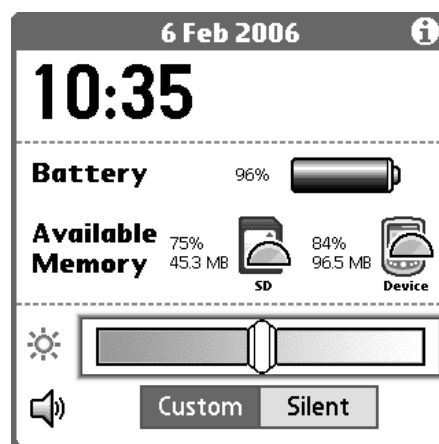 6 Feb 2006
10:35
Battery 96%
Available Memory
75%
45.3 MB
SD
84%
96.5 MB
Device
Custom Silent